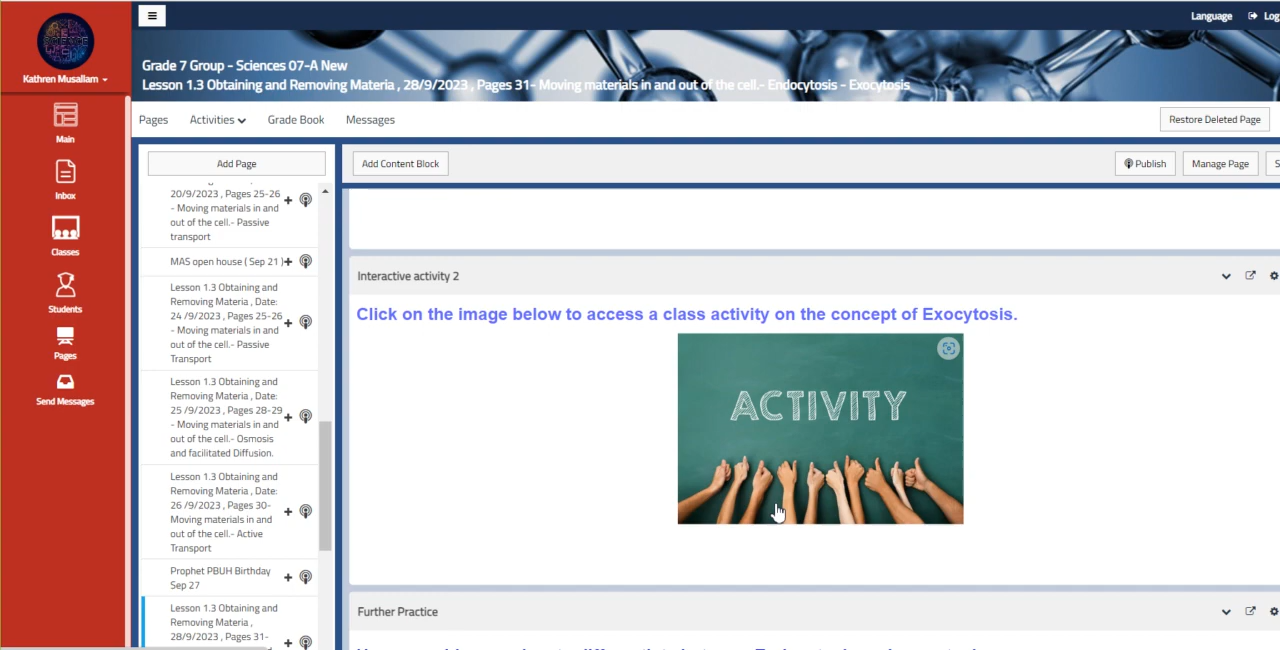 Language
Log
Kathren Musallam
Grade 7 Group - Sciences 07-A New
Lesson 1.3 Obtaining and Removing Materia , 28/9/2023 , Pages 31- Moving materials in and out of the cell.- Endocytosis - Exocytosis
Pages
Activities
Grade Book
Messages
Restore Deleted Page
Main
Inbox
Classes
Students
Pages
Send Messages
Add Page
20/9/2023 , Pages 25-26
- Moving materials in and
out of the cell.- Passive
transport
MAS open house ( Sep 21 )
Lesson 1.3 Obtaining and
Removing Materia , Date:
24 /9/2023 , Pages 25-26
- Moving materials in and
out of the cell.- Passive
Transport
Lesson 1.3 Obtaining and
Removing Materia , Date:
25 /9/2023 , Pages 28-29
- Moving materials in and
out of the cell.- Osmosis
and facilitated Diffusion.
Lesson 1.3 Obtaining and
Removing Materia , Date:
26 /9/2023 , Pages 30-
Moving materials in and
out of the cell.- Active
Transport
Prophet PBUH Birthday
Sep 27
Lesson 1.3 Obtaining and
Removing Materia ,
28/9/2023 , Pages 31-
Add Content Block
Publish
Manage Page
S
Interactive activity 2
Click on the image below to access a class activity on the concept of Exocytosis.
ACTIVITY
Further Practice